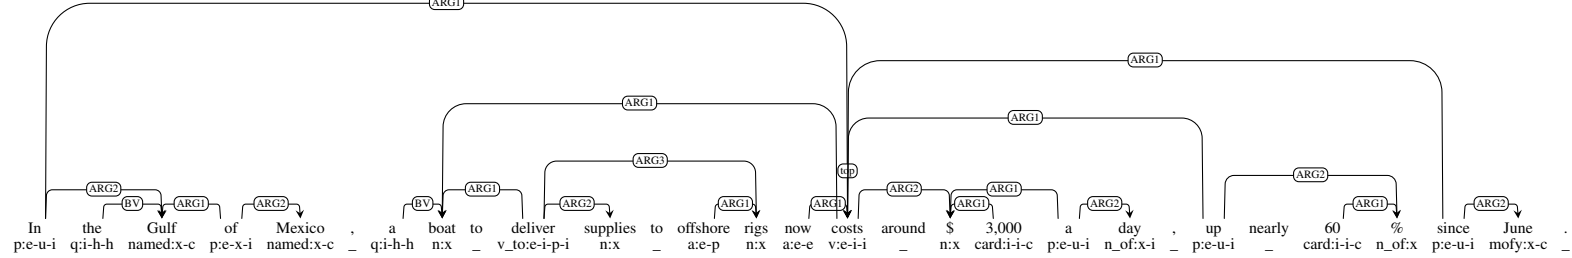 ARG1
ARG1
ARG1
ARG1
ARG3
top
ARG2
ARG2
ARG1
ARG2
ARG1
BV
ARG1
ARG2
BV
ARG2
ARG1
ARG1
ARG1
ARG2
ARG1
ARG2
In the Gulf of Mexico , a boat to deliver supplies to offshore rigs now costs around $ 3,000 a day , up nearly 60 % since June .
p:e-u-i q:i-h-h named:x-c p:e-x-i named:x-c _ q:i-h-h n:x _ v_to:e-i-p-i n:x _ a:e-p n:x a:e-e v:e-i-i _ n:x card:i-i-c p:e-u-i n_of:x-i _ p:e-u-i _ card:i-i-c n_of:x p:e-u-i mofy:x-c _